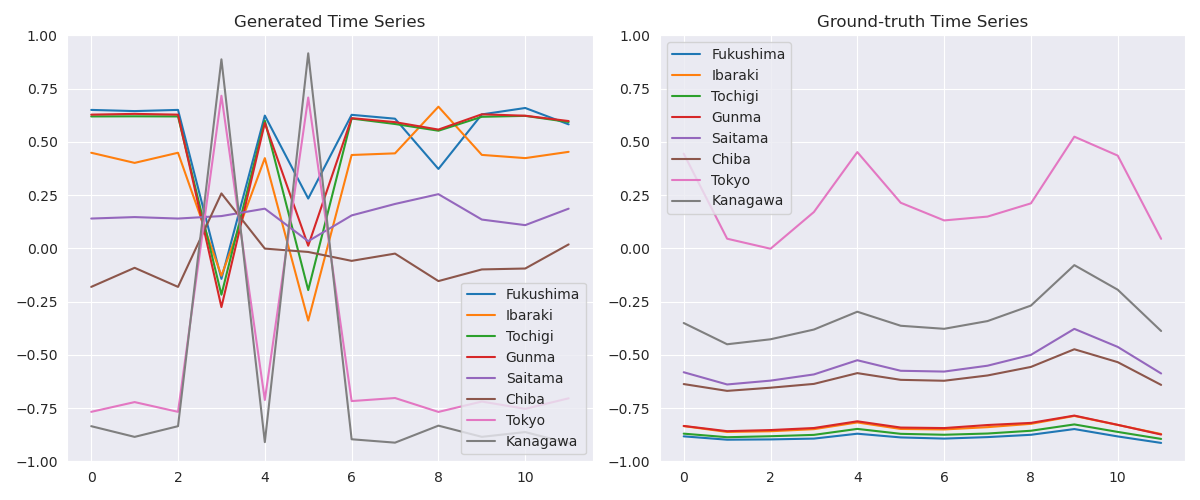 Generated Time Series
1.00
0.75
0.50
0.25
0.00
−0.25
−0.50
−0.75
−1.00
0 2 4 6 8 10
Fukushima
Ibaraki
Tochigi
Gunma
Saitama
Chiba
Tokyo
Kanagawa
Ground-truth Time Series
1.00
0.75
0.50
0.25
0.00
−0.25
−0.50
−0.75
−1.00
0 2 4 6 8 10
Fukushima
Ibaraki
Tochigi
Gunma
Saitama
Chiba
Tokyo
Kanagawa